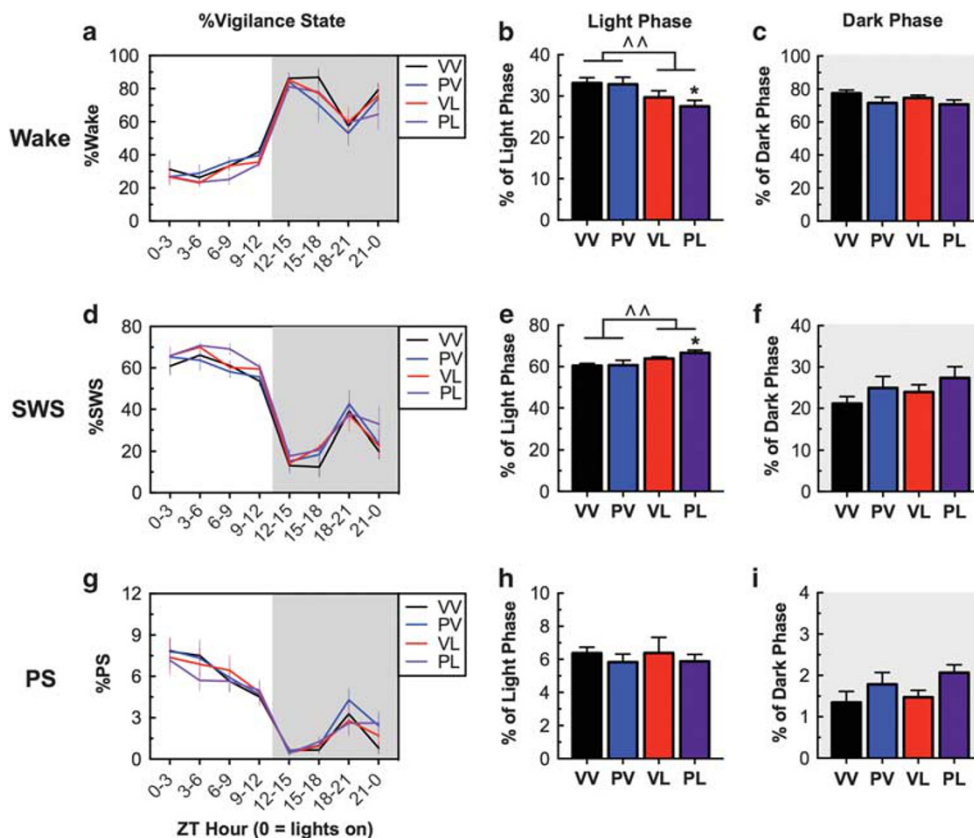 %Vigilance State
Light Phase
Dark Phase
a
b
c
Wake
%Wake
100
80
60
40
20
0
VV
PV
VL
PL
0-3
3-6
6-9
9-12
12-15
15-18
18-21
21-0
% of Light Phase
40
30
20
10
0
^^
*
VV PV VL PL
% of Dark Phase
100
80
60
40
20
0
VV PV VL PL
d
e
f
SWS
%SWS
80
60
40
20
0
VV
PV
VL
PL
0-3
3-6
6-9
9-12
12-15
15-18
18-21
21-0
% of Light Phase
80
60
40
20
0
^^
*
VV PV VL PL
% of Dark Phase
40
30
20
10
0
VV PV VL PL
g
h
i
PS
%PS
12
9
6
3
0
VV
PV
VL
PL
0-3
3-6
6-9
9-12
12-15
15-18
18-21
21-0
ZT Hour (0 = lights on)
% of Light Phase
10
8
6
4
2
0
VV PV VL PL
% of Dark Phase
4
3
2
2
1
0
VV PV VL PL